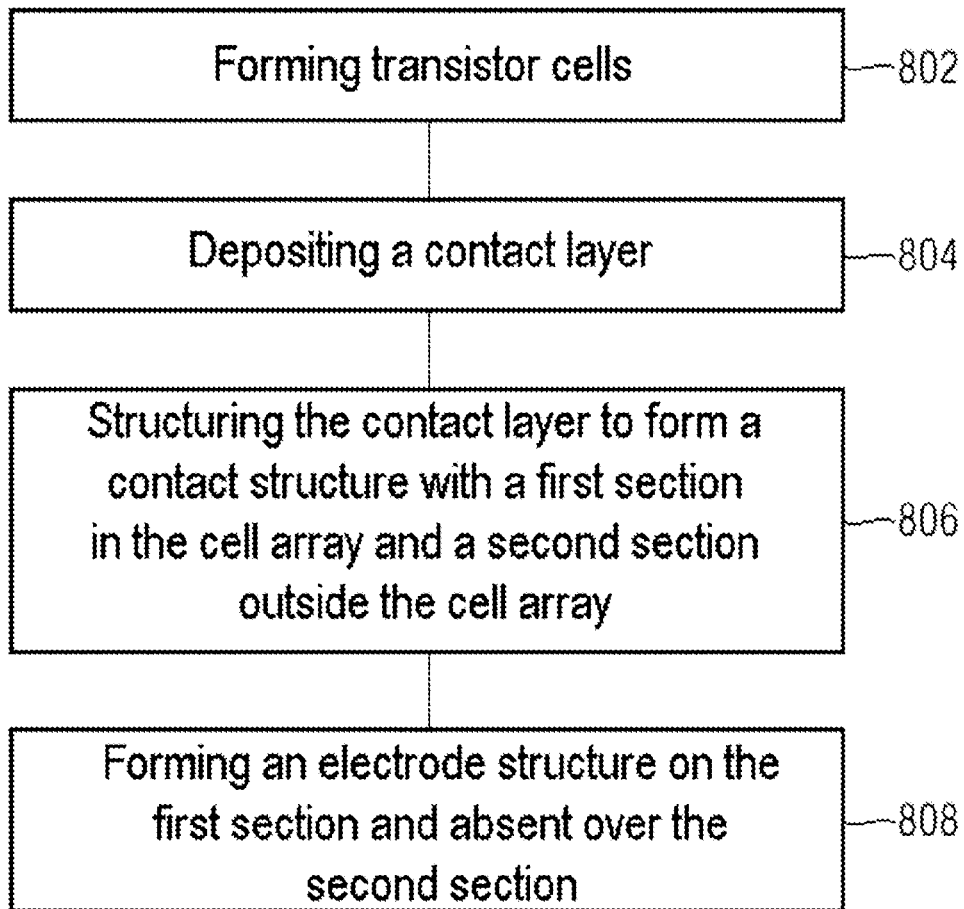 Forming transistor cells
802
Depositing a contact layer
804
Structuring the contact layer to form a
contact structure with a first section
in the cell array and a second section
outside the cell array
806
Forming an electrode structure on the
first section and absent over the
second section
808